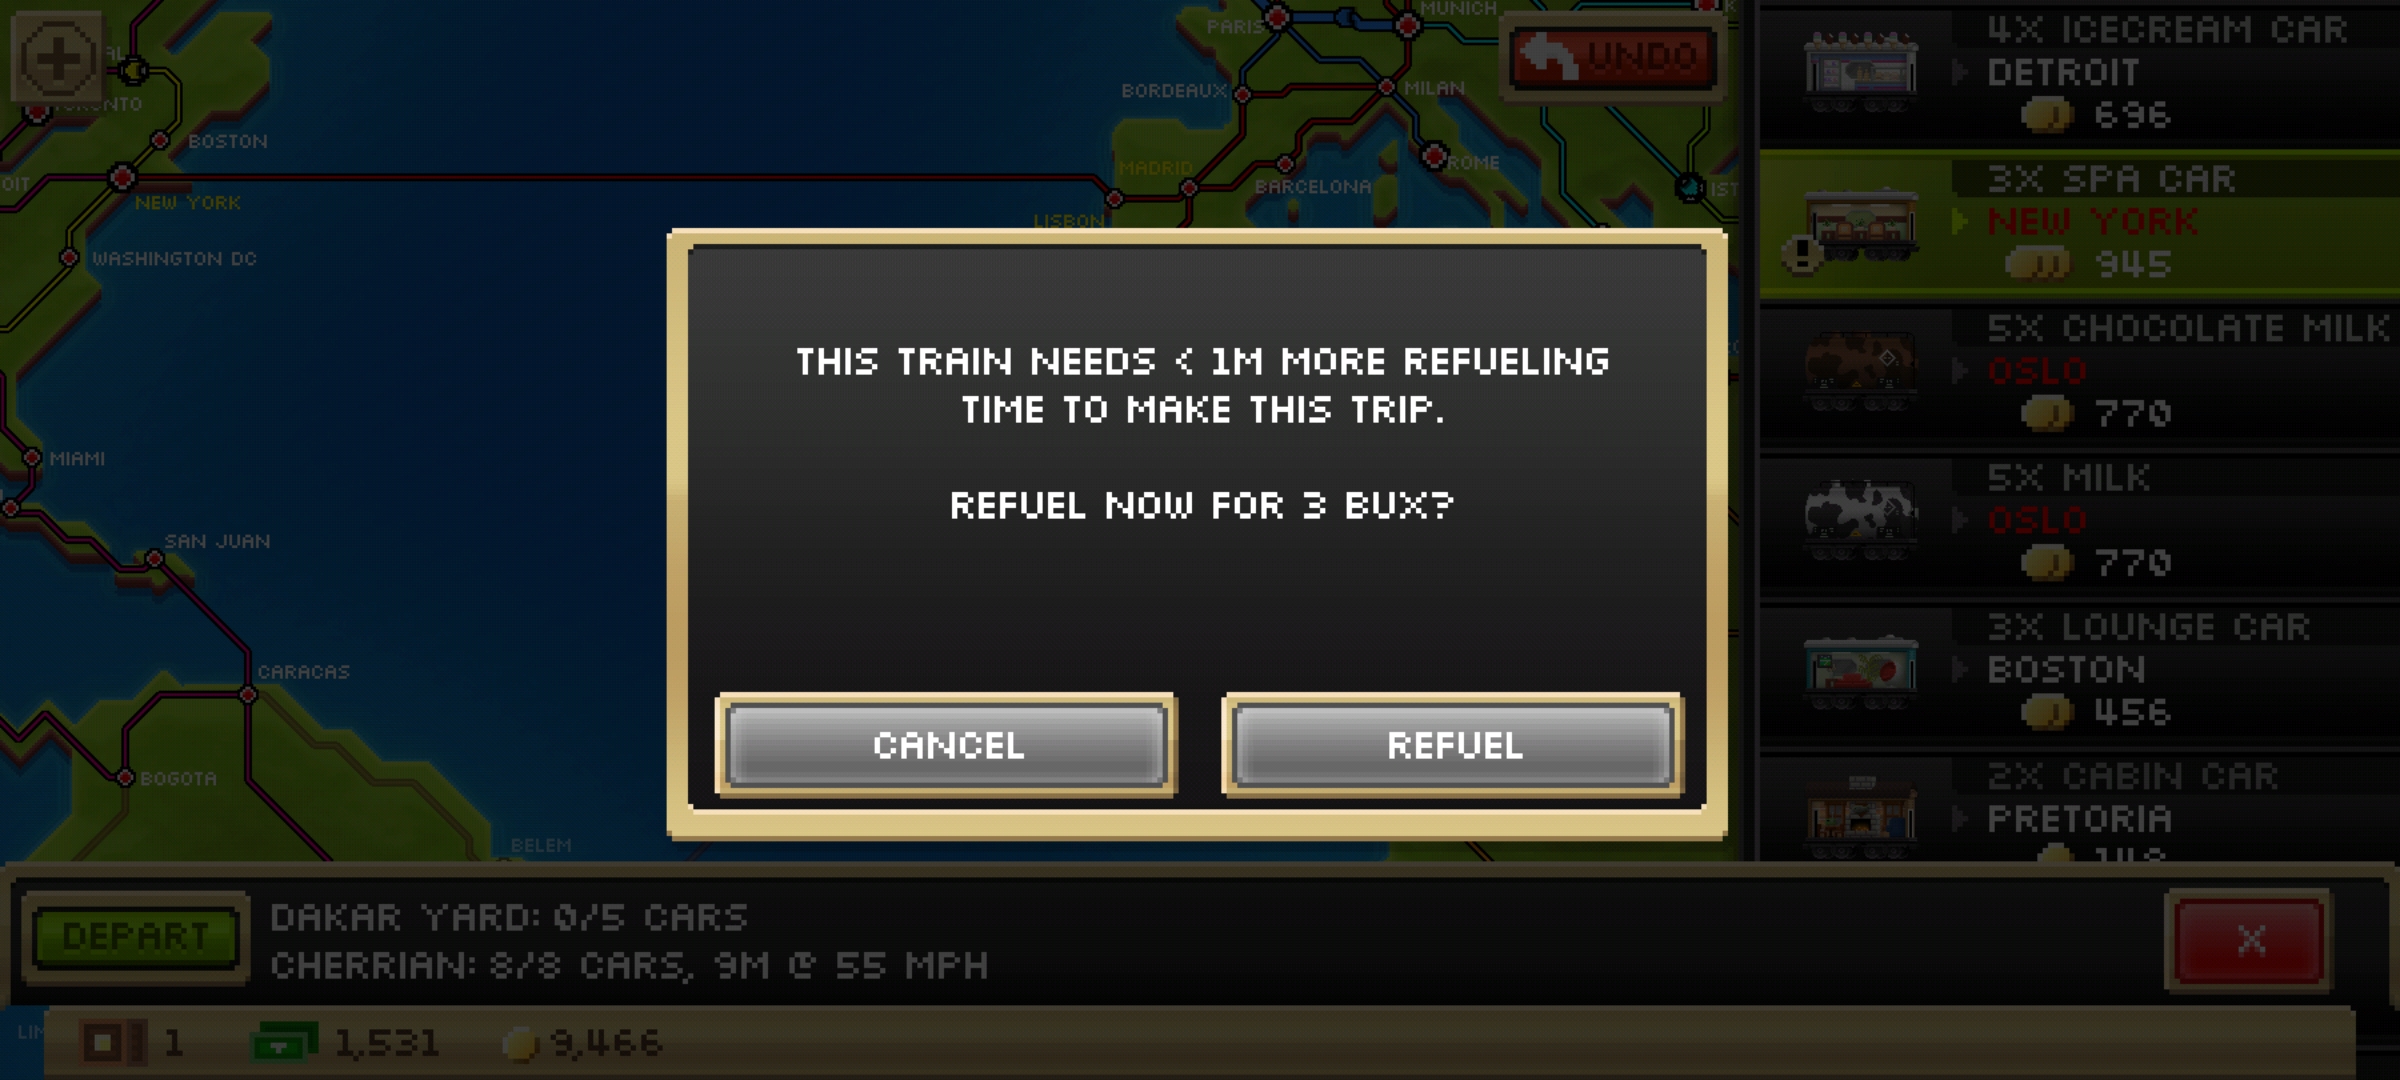 PARIS
MUNICH
TORONTO
BOSTON
BORDEAUX
MILAN
UNDO
MADRID
ROME
BARCELONA
NEW YORK
LISBON
WASHINGTON DC
MIAMI
SAN JUAN
CARACAS
BOGOTA
BELEM
4X ICECREAM CAR
DETROIT
696
3X SPA CAR
NEW YORK
945
5X CHOCOLATE MILK
OSLO
770
5X MILK
OSLO
770
3X LOUNGE CAR
BOSTON
456
2X CABIN CAR
PRETORIA
THIS TRAIN NEEDS < 1M MORE REFUELING
TIME TO MAKE THIS TRIP.
REFUEL NOW FOR 3 BUX?
CANCEL
REFUEL
DEPART
DAKAR YARD: 0/5 CARS
CHERRIAN: 8/8 CARS, 9M @ 55 MPH
X
1
1,531
9,466